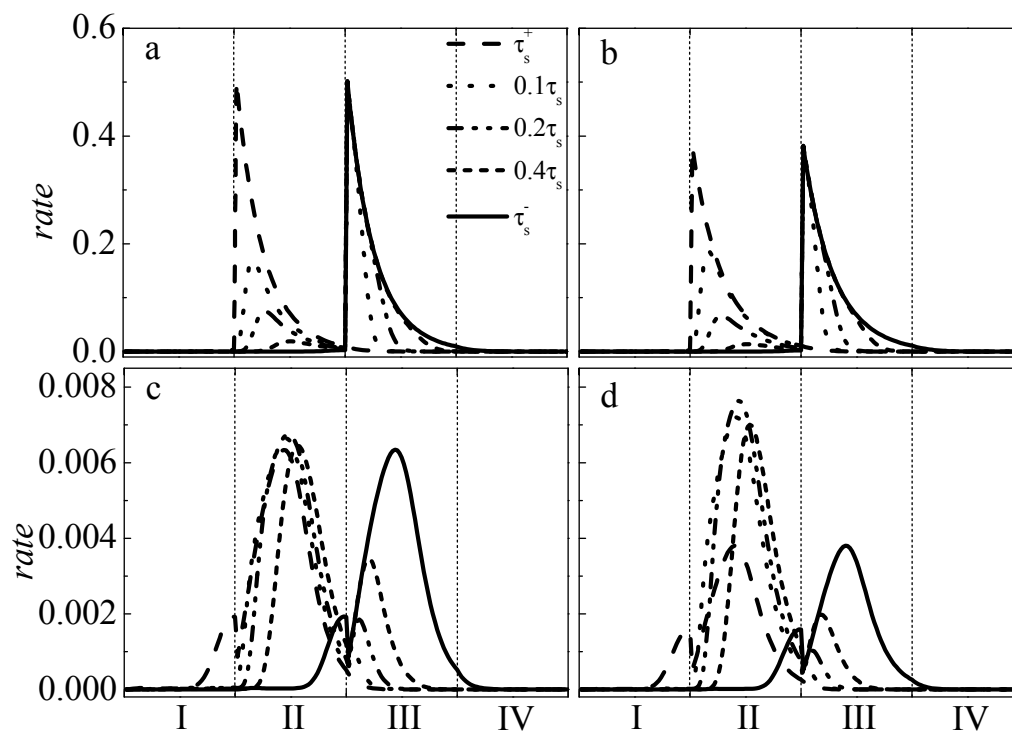 0.6
0.4
0.2
0.0
rate
a
τₛ⁺
0.1τₛ
0.2τₛ
0.4τₛ
τₛ⁻
b
0.008
0.006
0.004
0.002
0.000
rate
c
d
I II III IV
I II III IV